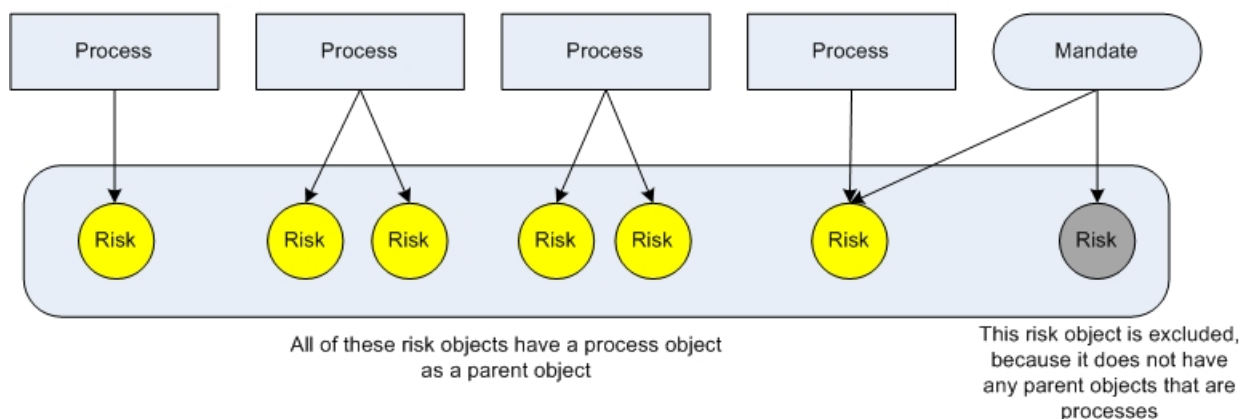 Process
Process
Process
Process
Mandate
Risk
Risk
Risk
Risk
Risk
Risk
Risk
All of these risk objects have a process object
as a parent object
This risk object is excluded,
because it does not have
any parent objects that are
processes